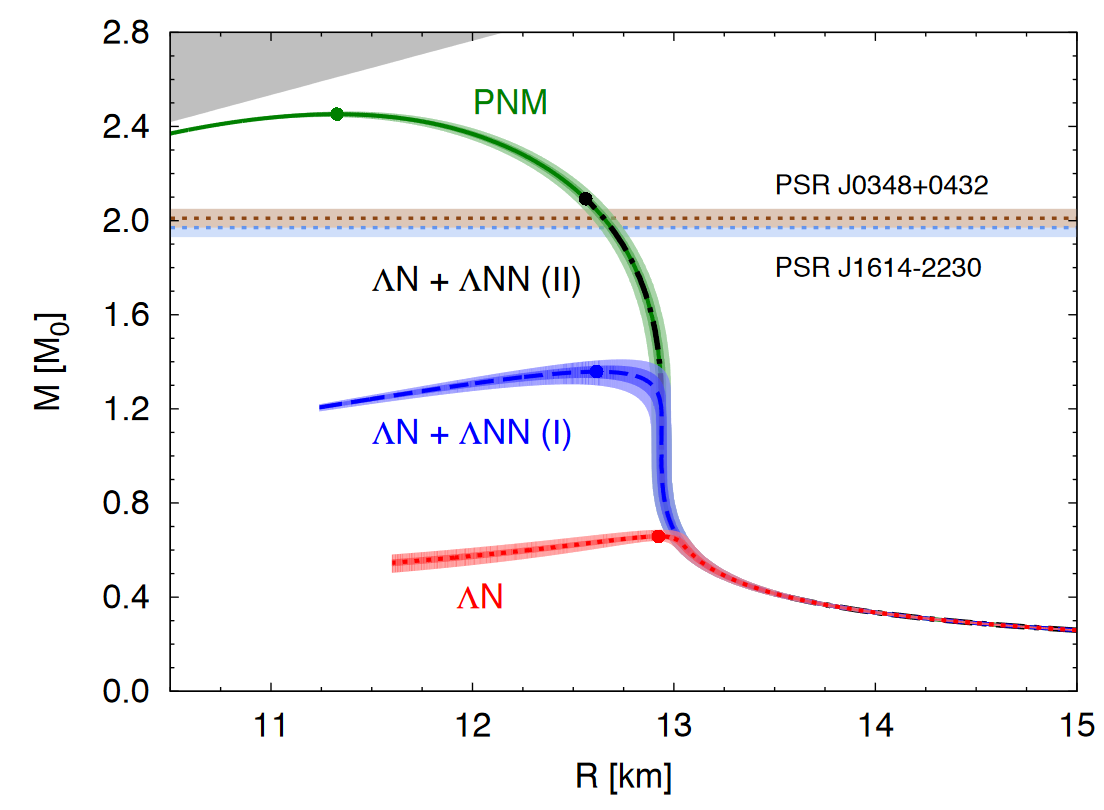 2.8
2.4
2.0
1.6
1.2
0.8
0.4
0.0
M [M0]
PNM
PSR J0348+0432
ΛN + ΛNN (II)
PSR J1614-2230
ΛN + ΛNN (I)
ΛN
11 12 13 14 15
R [km]